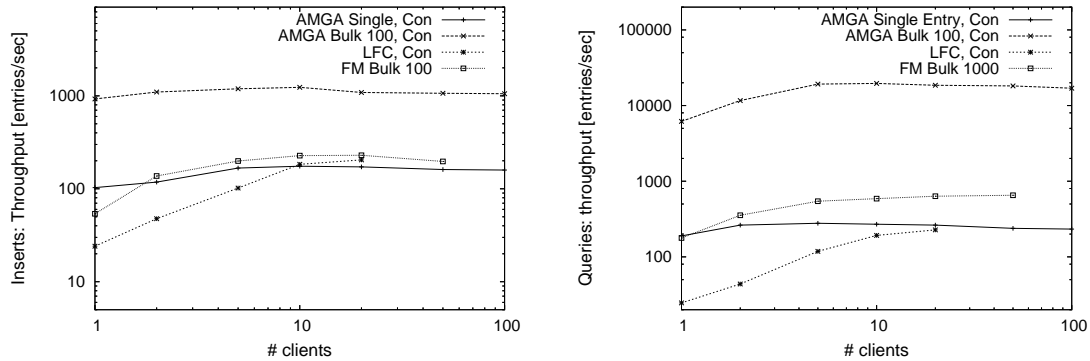 Inserts: Throughput [entries/sec]
1000
100
10
AMGA Single, Con
AMGA Bulk 100, Con
LFC, Con
FM Bulk 100
1 10 100
# clients
Queries: throughput [entries/sec]
10000
1000
100
AMGA Single Entry, Con
AMGA Bulk 100, Con
LFC, Con
FM Bulk 1000
1 10 100
# clients